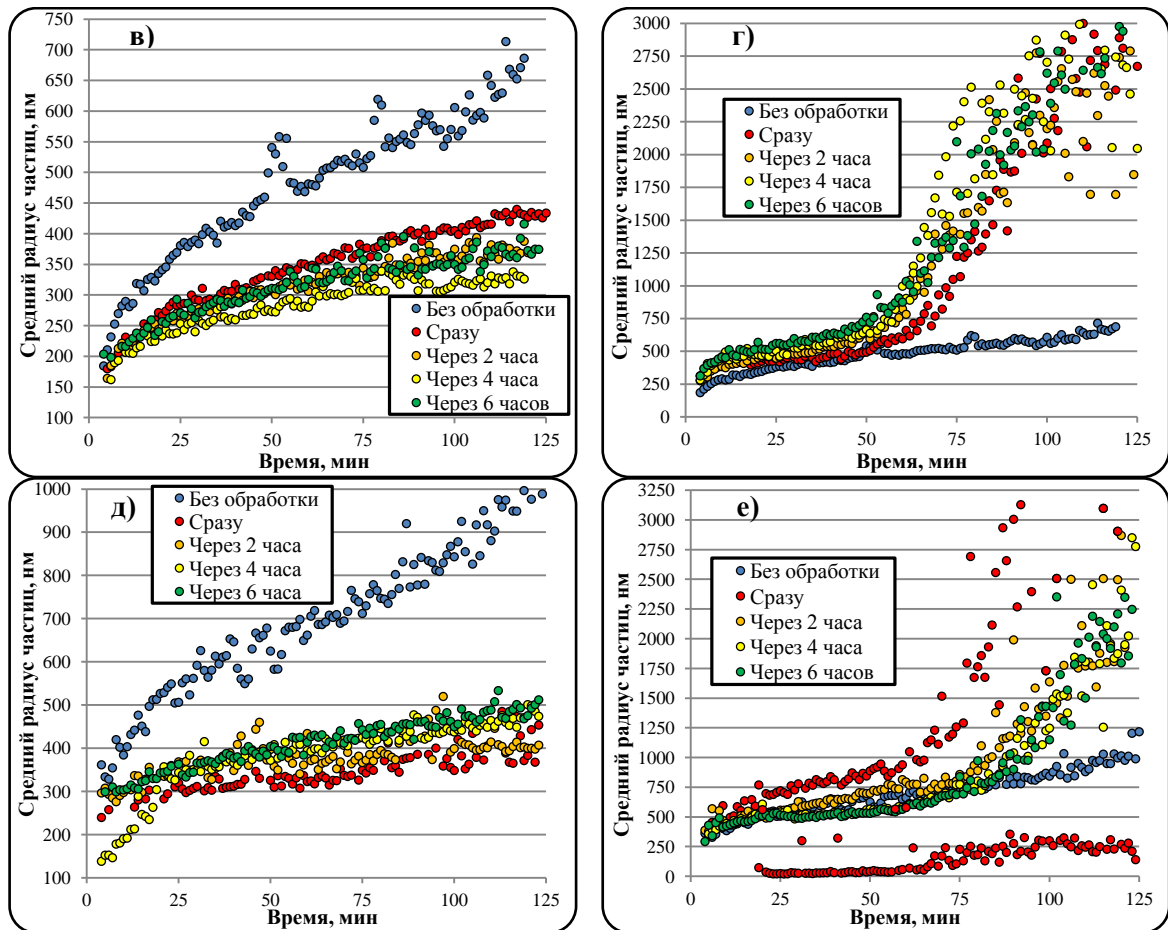 в)
Средний радиус частиц, нм
750
700
650
600
550
500
450
400
350
300
250
200
150
100
Без обработки
Сразу
Через 2 часа
Через 4 часа
Через 6 часов
0 25 50 75 100 125
Время, мин
г)
Средний радиус частиц, нм
3000
2750
2500
2250
2000
1750
1500
1250
1000
750
500
250
0
Без обработки
Сразу
Через 2 часа
Через 4 часа
Через 6 часов
0 25 50 75 100 125
Время, мин
д)
Средний радиус частиц, нм
1000
900
800
700
600
500
400
300
200
100
Без обработки
Сразу
Через 2 часа
Через 4 часа
Через 6 часа
0 25 50 75 100 125
Время, мин
е)
Средний радиус частиц, нм
3250
3000
2750
2500
2250
2000
1750
1500
1250
1000
750
500
250
0
Без обработки
Сразу
Через 2 часа
Через 4 часа
Через 6 часов
0 25 50 75 100 125
Время, мин